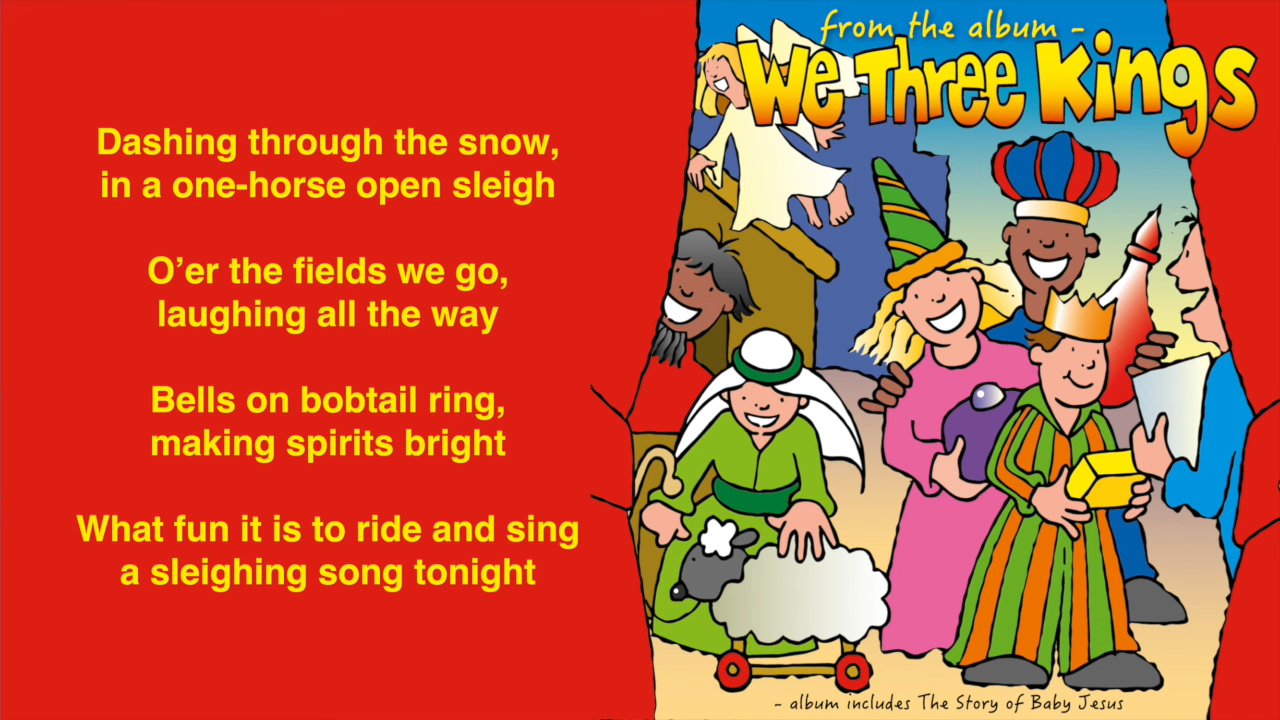 Dashing through the snow,
in a one-horse open sleigh
O’er the fields we go,
laughing all the way
Bells on bobtail ring,
making spirits bright
What fun it is to ride and sing
a sleighing song tonight
from the album -
We Three Kings
- album includes The Story of Baby Jesus